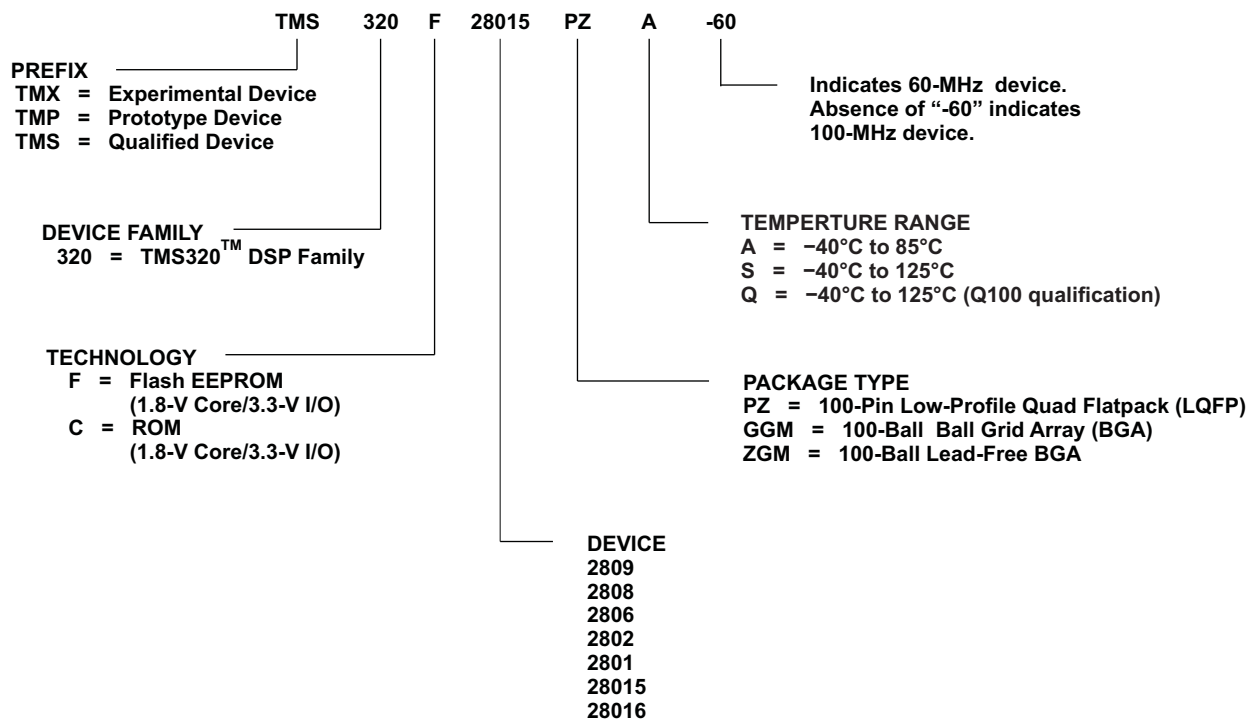 TMS 320 F 28015 PZ A -60
PREFIX
TMX = Experimental Device
TMP = Prototype Device
TMS = Qualified Device
Indicates 60-MHz device.
Absence of “-60” indicates
100-MHz device.
DEVICE FAMILY
320 = TMS320™ DSP Family
TEMPERTURE RANGE
A = −40°C to 85°C
S = −40°C to 125°C
Q = −40°C to 125°C (Q100 qualification)
TECHNOLOGY
F = Flash EEPROM
(1.8-V Core/3.3-V I/O)
C = ROM
(1.8-V Core/3.3-V I/O)
PACKAGE TYPE
PZ = 100-Pin Low-Profile Quad Flatpack (LQFP)
GGM = 100-Ball Ball Grid Array (BGA)
ZGM = 100-Ball Lead-Free BGA
DEVICE
2809
2808
2806
2802
2801
28015
28016